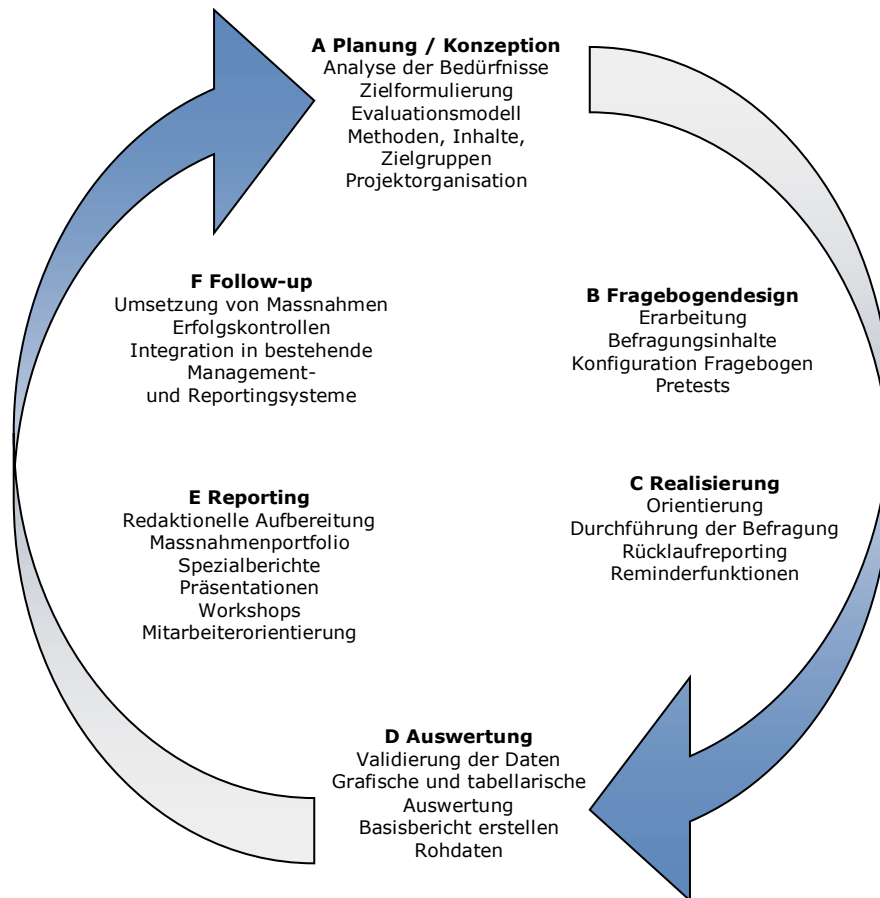 A Planung / Konzeption
Analyse der Bedürfnisse
Zielformulierung
Evaluationsmodell
Methoden, Inhalte,
Zielgruppen
Projektorganisation
B Fragebogendesign
Erarbeitung
Befragungsinhalte
Konfiguration Fragebogen
Pretests
C Realisierung
Orientierung
Durchführung der Befragung
Rücklaufreporting
Reminderfunktionen
D Auswertung
Validierung der Daten
Grafische und tabellarische
Auswertung
Basisbericht erstellen
Rohdaten
E Reporting
Redaktionelle Aufbereitung
Massnahmenportfolio
Spezialberichte
Präsentationen
Workshops
Mitarbeiterorientierung
F Follow-up
Umsetzung von Massnahmen
Erfolgskontrollen
Integration in bestehende
Management-
und Reportingsysteme